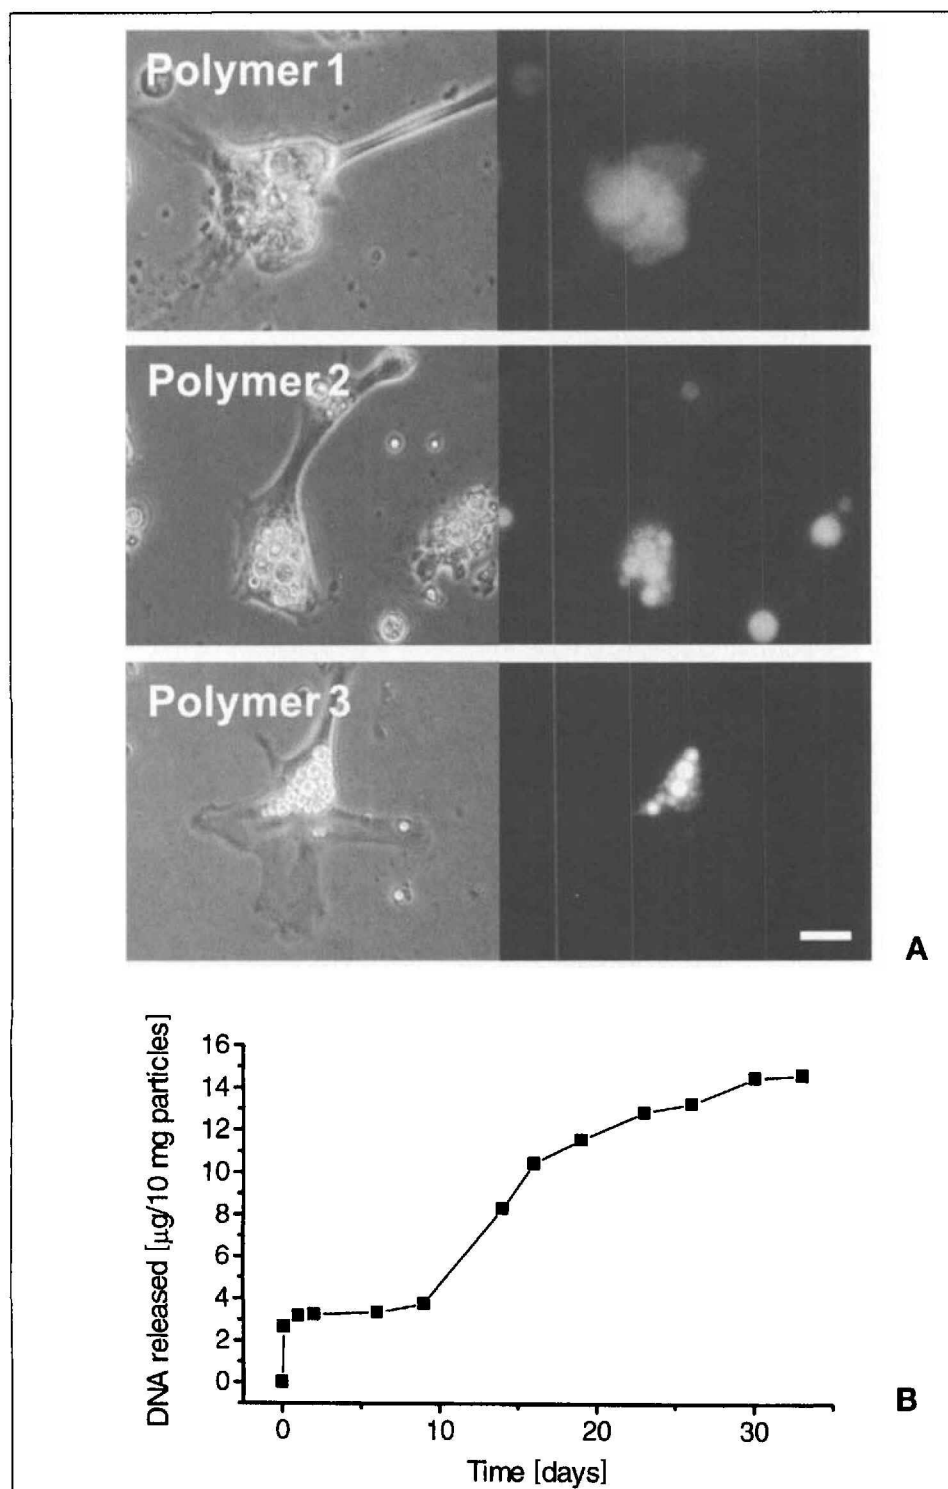 Polymer 1
Polymer 2
Polymer 3
A
DNA released [µg/10 mg particles]
16
14
12
10
8
6
4
2
0
0 10 20 30
Time [days]
B